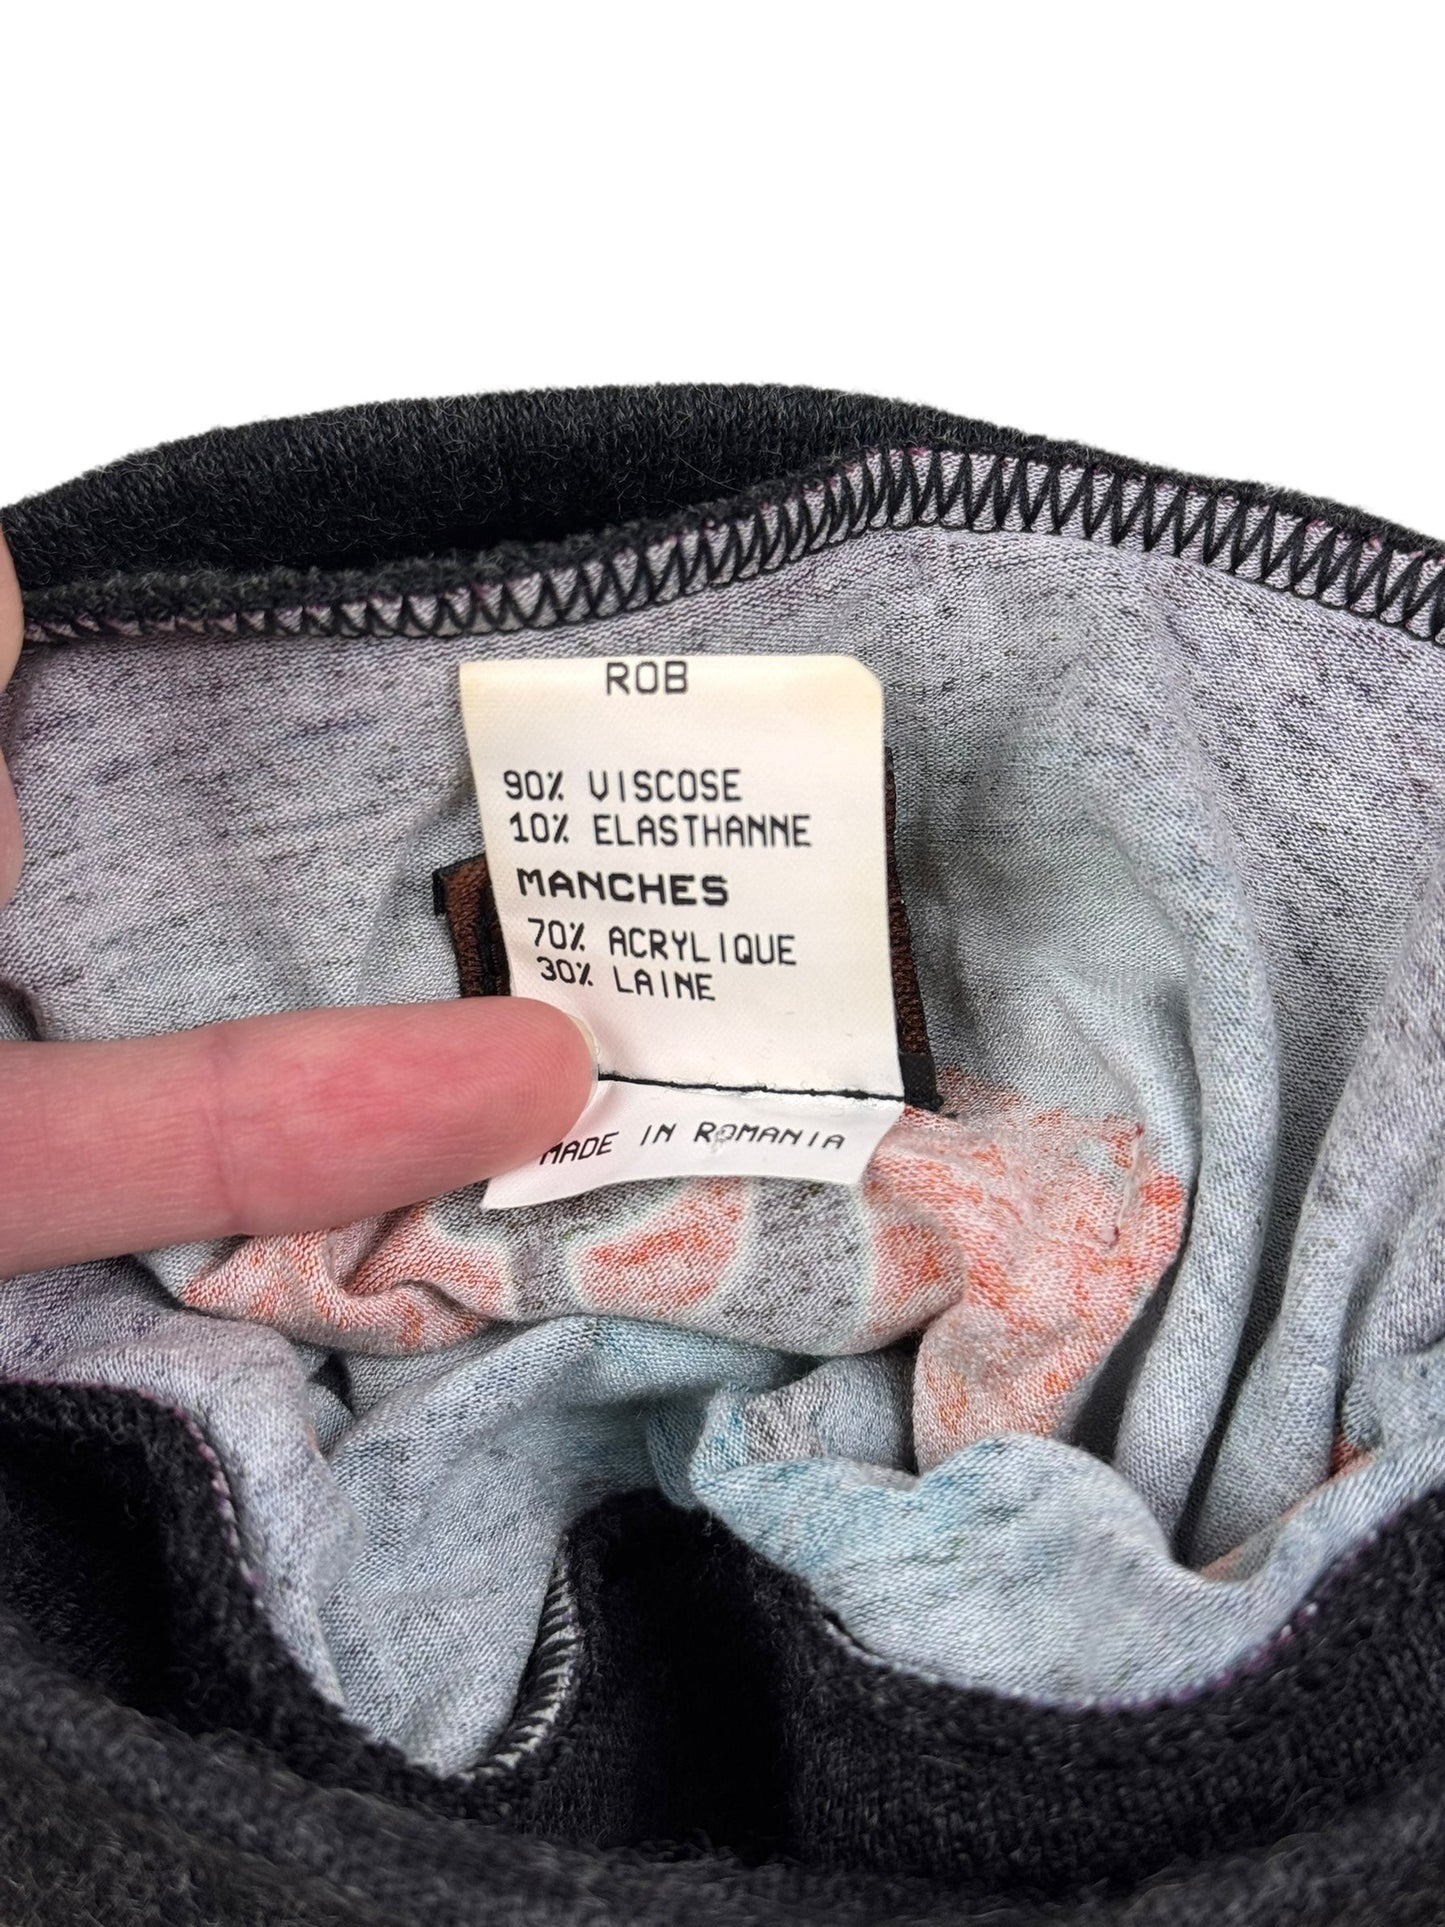 ROB
90% VISCOSE
10% ELASTHANNE
MANCHES
70% ACRYLIQUE
30% LAINE
MADE IN ROMANIA